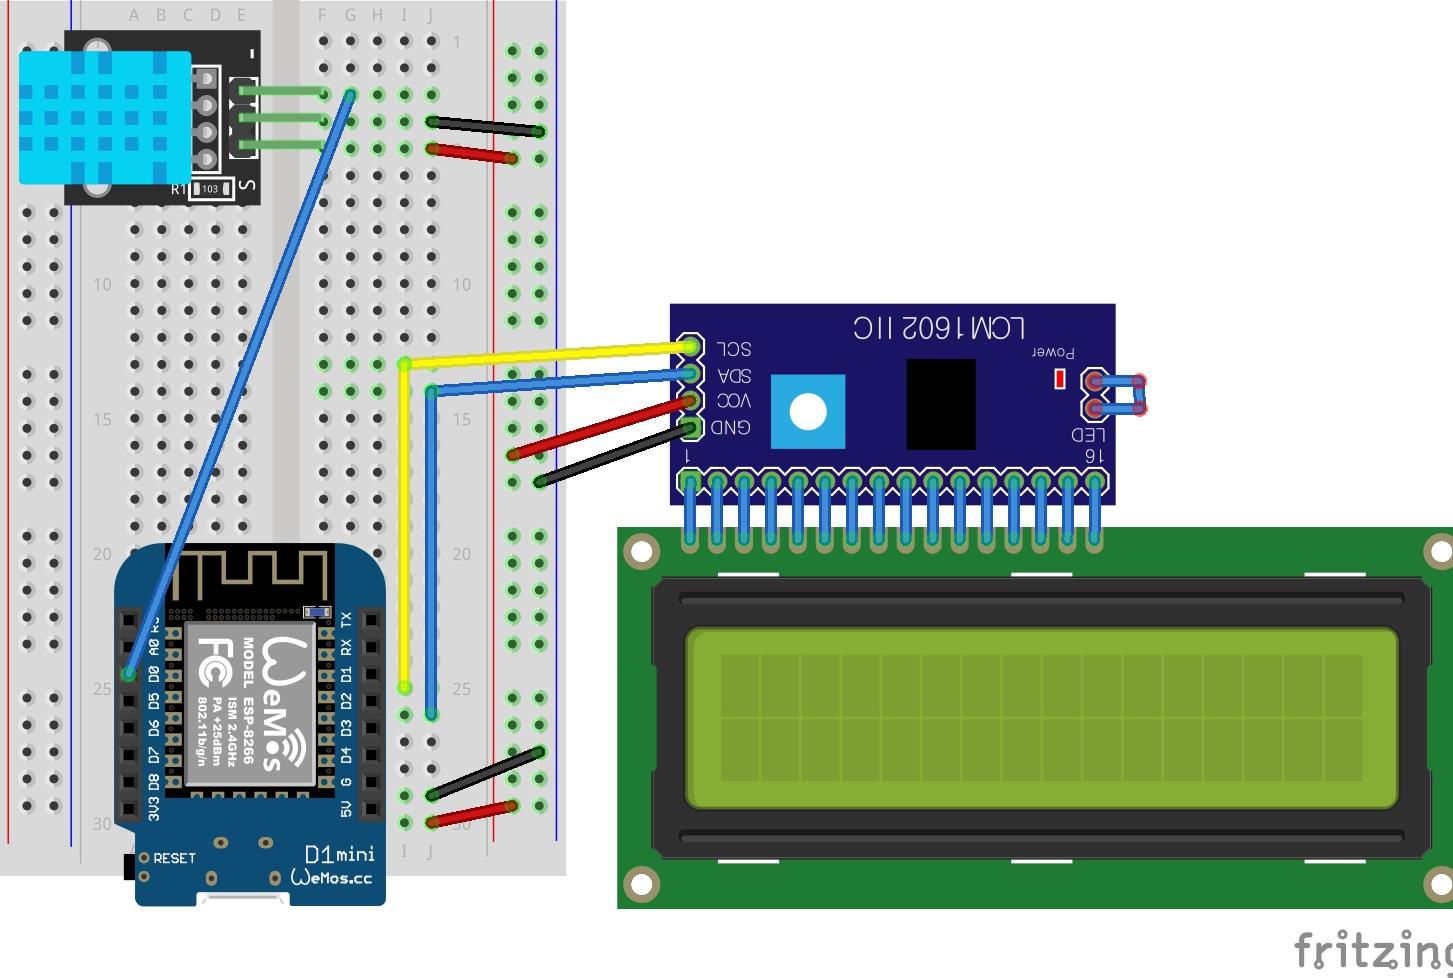 A B C D E F G H I J
1
-
R1 103 S
10 10
15 15
20 20
25 25
30 30
I J
LCM1602 IIC
Power
SCL
SDA
VCC
GND
LED
1 16
A0
D0
D5
D6
D7
D8
3V3
TX
RX
D1
D2
D3
D4
G
5V
WeMos
MODEL ESP-8266
ISM 2.4GHz
PA +25dBm
802.11b/g/n
FC
RESET
D1 mini
WeMos.cc
fritzing